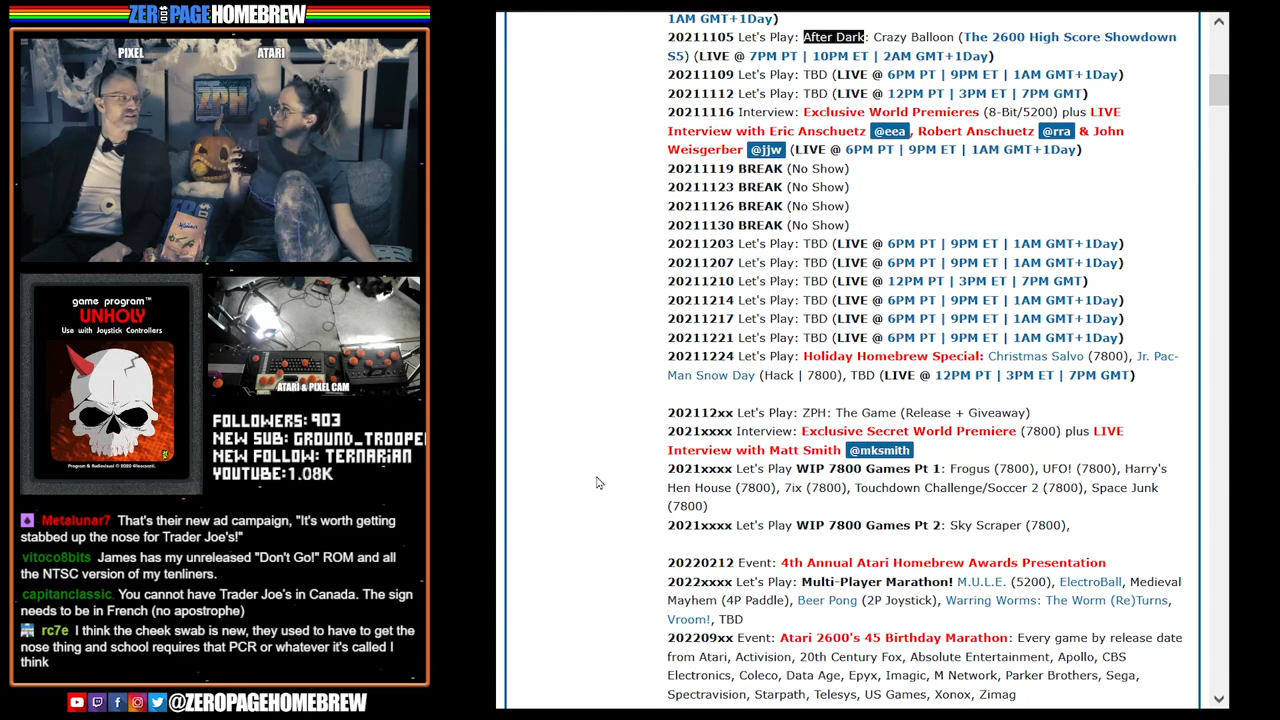 ZEROPAGEHOMEBREW
PIXEL
ATARI
ZPH
game program™
UNHOLY
Use with Joystick Controllers
Program & Audiovisual © 2020
ATARI & PIXEL CAM
FOLLOWERS: 903
NEW SUB: GROUND_TROOPE
NEW FOLLOW: TERNARIAN
YOUTUBE: 1.08K
Metalunar7 That's their new ad campaign, "It's worth getting
stabbed up the nose for Trader Joe's!"
vitoco8bits James has my unreleased "Don't Go!" ROM and all
the NTSC version of my tenliners.
capitanclassic. You cannot have Trader Joe's in Canada. The sign
needs to be in French (no apostrophe)
rc7e I think the cheek swab is new, they used to have to get the
nose thing and school requires that PCR or whatever it's called I
think
@ZEROPAGEHOMEBREW
1AM GMT+1Day)
20211105 Let's Play: After Dark: Crazy Balloon (The 2600 High Score Showdown
S5) (LIVE @ 7PM PT | 10PM ET | 2AM GMT+1Day)
20211109 Let's Play: TBD (LIVE @ 6PM PT | 9PM ET | 1AM GMT+1Day)
20211112 Let's Play: TBD (LIVE @ 12PM PT | 3PM ET | 7PM GMT)
20211116 Interview: Exclusive World Premieres (8-Bit/5200) plus LIVE
Interview with Eric Anschuetz @eea, Robert Anschuetz @rra & John
Weisgerber @jjw (LIVE @ 6PM PT | 9PM ET | 1AM GMT+1Day)
20211119 BREAK (No Show)
20211123 BREAK (No Show)
20211126 BREAK (No Show)
20211130 BREAK (No Show)
20211203 Let's Play: TBD (LIVE @ 6PM PT | 9PM ET | 1AM GMT+1Day)
20211207 Let's Play: TBD (LIVE @ 6PM PT | 9PM ET | 1AM GMT+1Day)
20211210 Let's Play: TBD (LIVE @ 12PM PT | 3PM ET | 7PM GMT)
20211214 Let's Play: TBD (LIVE @ 6PM PT | 9PM ET | 1AM GMT+1Day)
20211217 Let's Play: TBD (LIVE @ 6PM PT | 9PM ET | 1AM GMT+1Day)
20211221 Let's Play: TBD (LIVE @ 6PM PT | 9PM ET | 1AM GMT+1Day)
20211224 Let's Play: Holiday Homebrew Special: Christmas Salvo (7800), Jr. Pac-
Man Snow Day (Hack | 7800), TBD (LIVE @ 12PM PT | 3PM ET | 7PM GMT)
202112xx Let's Play: ZPH: The Game (Release + Giveaway)
2021xxxx Interview: Exclusive Secret World Premiere (7800) plus LIVE
Interview with Matt Smith @mksmith
2021xxxx Let's Play WIP 7800 Games Pt 1: Frogus (7800), UFO! (7800), Harry's
Hen House (7800), 7ix (7800), Touchdown Challenge/Soccer 2 (7800), Space Junk
(7800)
2021xxxx Let's Play WIP 7800 Games Pt 2: Sky Scraper (7800),
20220212 Event: 4th Annual Atari Homebrew Awards Presentation
2022xxxx Let's Play: Multi-Player Marathon! M.U.L.E. (5200), ElectroBall, Medieval
Mayhem (4P Paddle), Beer Pong (2P Joystick), Warring Worms: The Worm (Re)Turns,
Vroom!, TBD
202209xx Event: Atari 2600's 45 Birthday Marathon: Every game by release date
from Atari, Activision, 20th Century Fox, Absolute Entertainment, Apollo, CBS
Electronics, Coleco, Data Age, Epyx, Imagic, M Network, Parker Brothers, Sega,
Spectravision, Starpath, Telesys, US Games, Xonox, Zimag